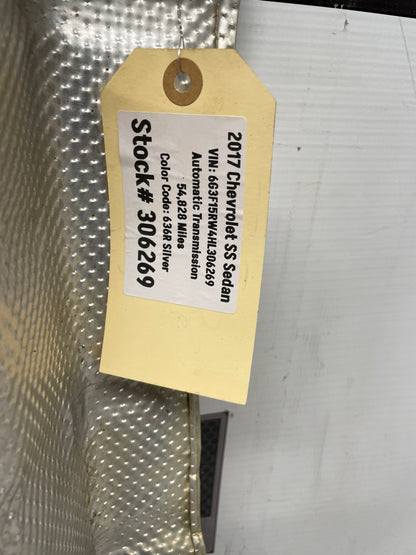 2017 Chevrolet SS Sedan
VIN: 6G3F15RW4HL306269
Automatic Transmission
54,828 Miles
Color Code: 636R Silver
Stock# 306269